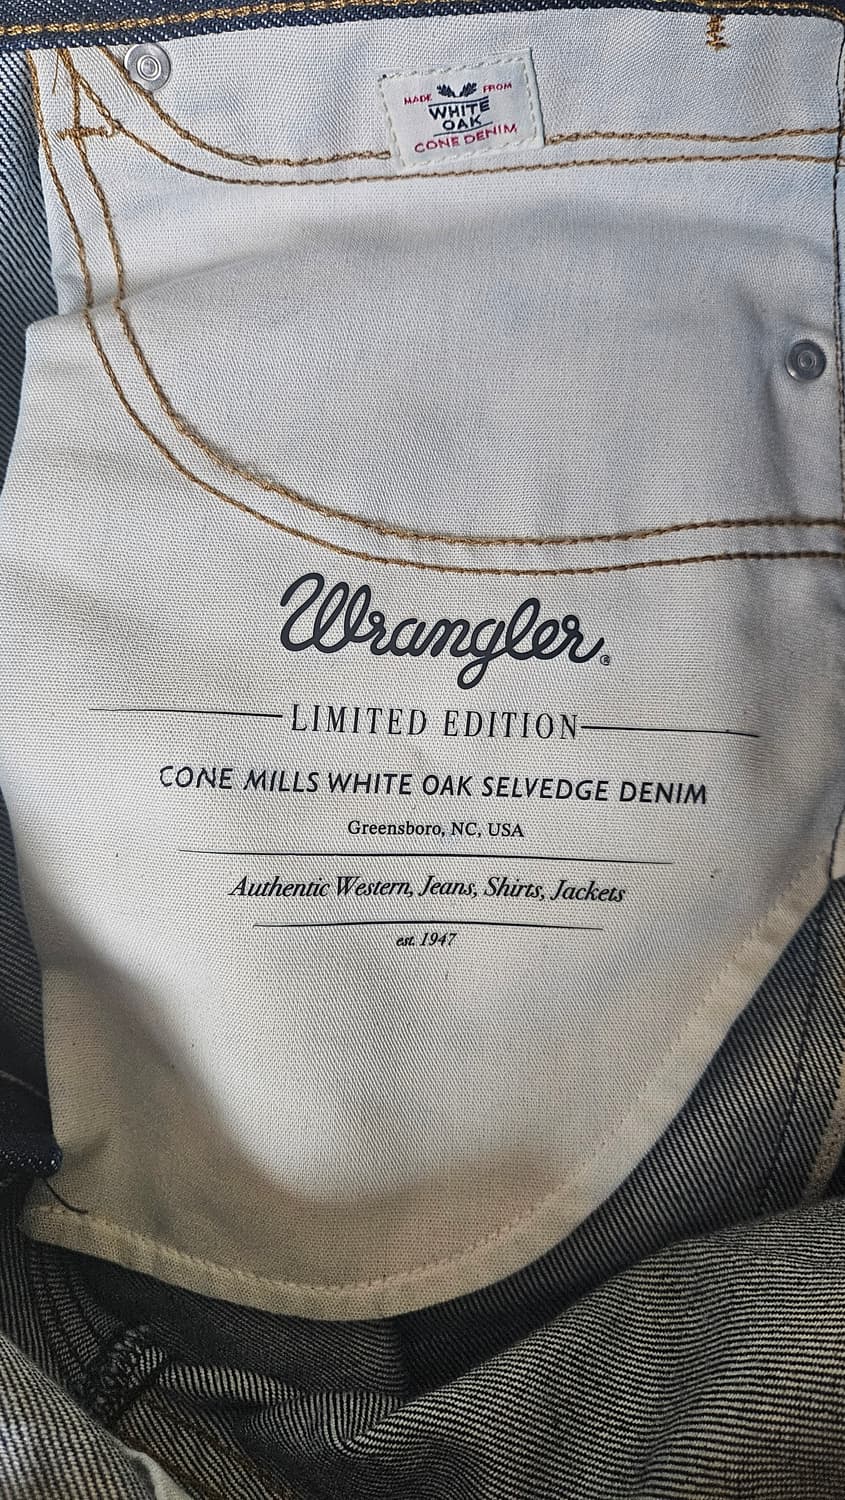 MADE FROM
WHITE
OAK
CONE DENIM
Wrangler®
LIMITED EDITION
CONE MILLS WHITE OAK SELVEDGE DENIM
Greensboro, NC, USA
Authentic Western, Jeans, Shirts, Jackets
est. 1947